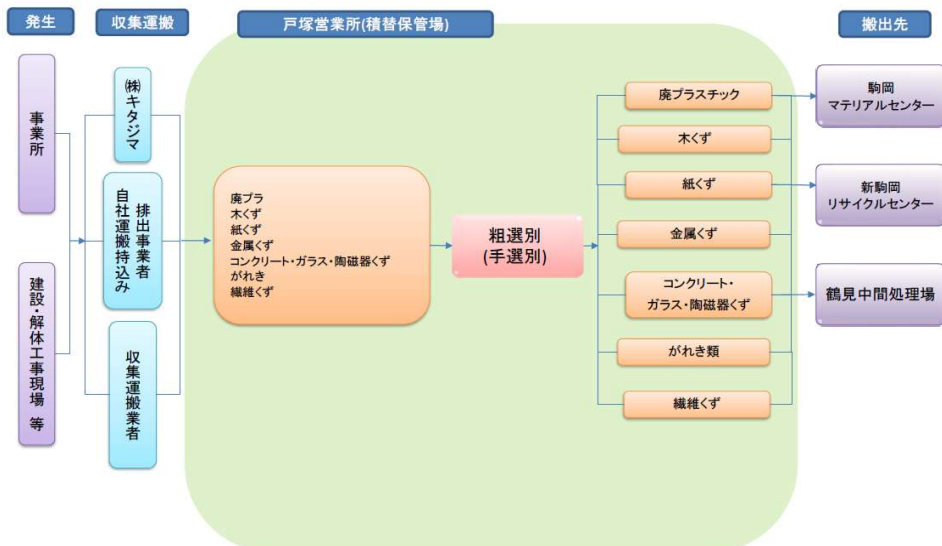 発生
収集運搬
戸塚営業所(積替保管場)
搬出先
事業所
建設・解体工事現場 等
㈱キタジマ
排出事業者
自社運搬持込み
収集運搬業者
廃プラ
木くず
紙くず
金属くず
コンクリート・ガラス・陶磁器くず
がれき
繊維くず
粗選別
(手選別)
廃プラスチック
木くず
紙くず
金属くず
コンクリート・
ガラス・陶磁器くず
がれき類
繊維くず
駒岡
マテリアルセンター
新駒岡
リサイクルセンター
鶴見中間処理場